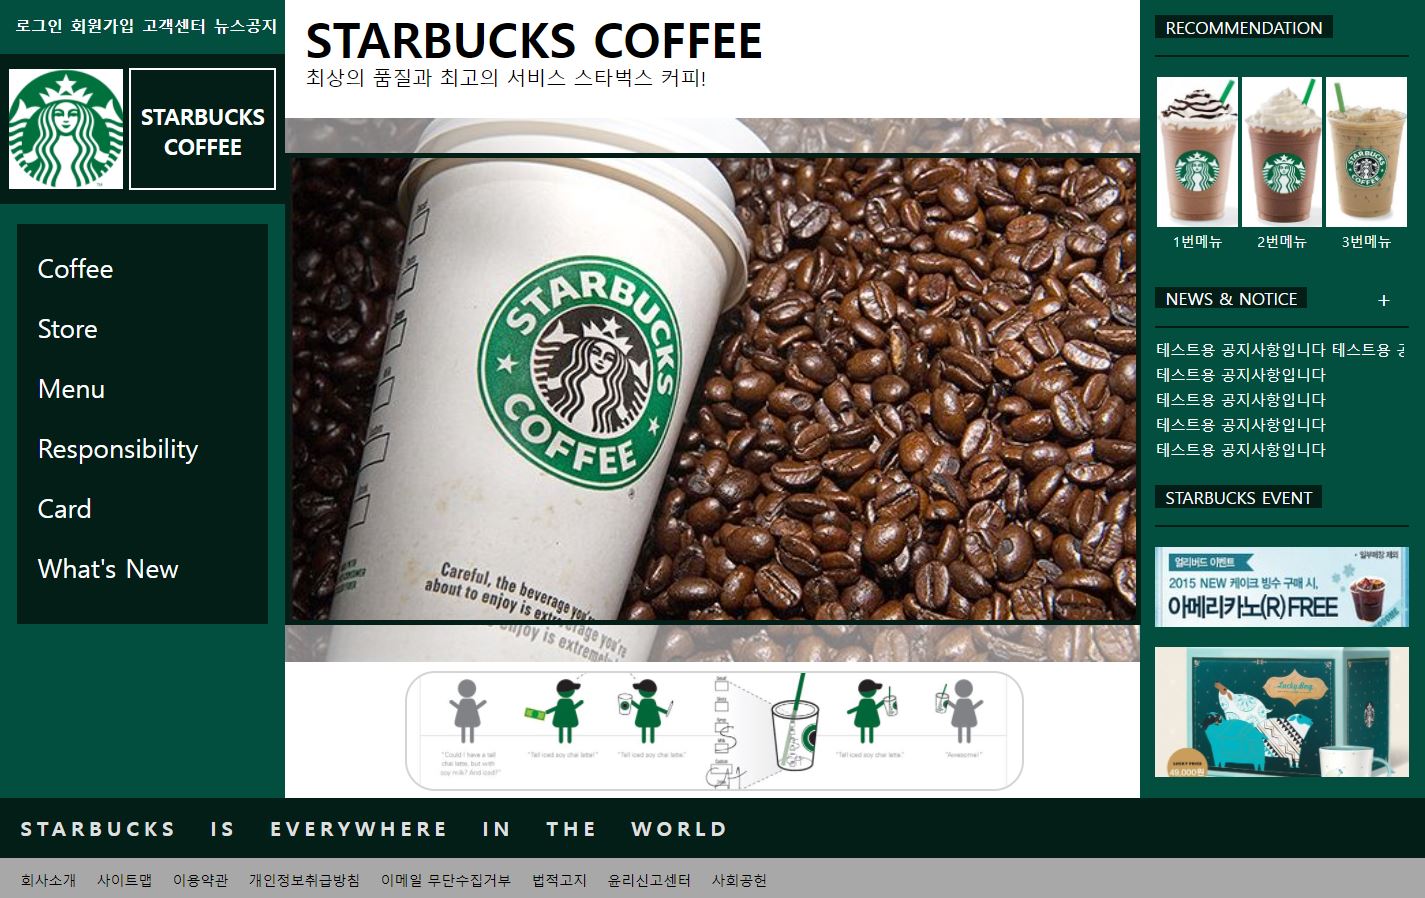 로그인 회원가입 고객센터 뉴스공지
STARBUCKS
COFFEE
Coffee
Store
Menu
Responsibility
Card
What's New
STARBUCKS COFFEE
최상의 품질과 최고의 서비스 스타벅스 커피!
STARBUCKS
COFFEE
Careful, the beverage you're
about to enjoy is extre
enjoy is extremely
"Could I have a tall
chai latte, but with
soy milk? And iced?"
"Tall iced soy chai latte!"
"Tall iced soy chai latte."
"Tall iced soy chai latte."
"Awesome!"
RECOMMENDATION
1번메뉴 2번메뉴 3번메뉴
NEWS & NOTICE +
테스트용 공지사항입니다 테스트용 공
테스트용 공지사항입니다
테스트용 공지사항입니다
테스트용 공지사항입니다
테스트용 공지사항입니다
STARBUCKS EVENT
얼리버드 이벤트
• 일부매장 제외
2015 NEW 케이크 빙수 구매 시,
아메리카노(R) FREE
Lucky Bag
LUCKY PRICE
49,000원
STARBUCKS IS EVERYWHERE IN THE WORLD
회사소개 사이트맵 이용약관 개인정보취급방침 이메일 무단수집거부 법적고지 윤리신고센터 사회공헌